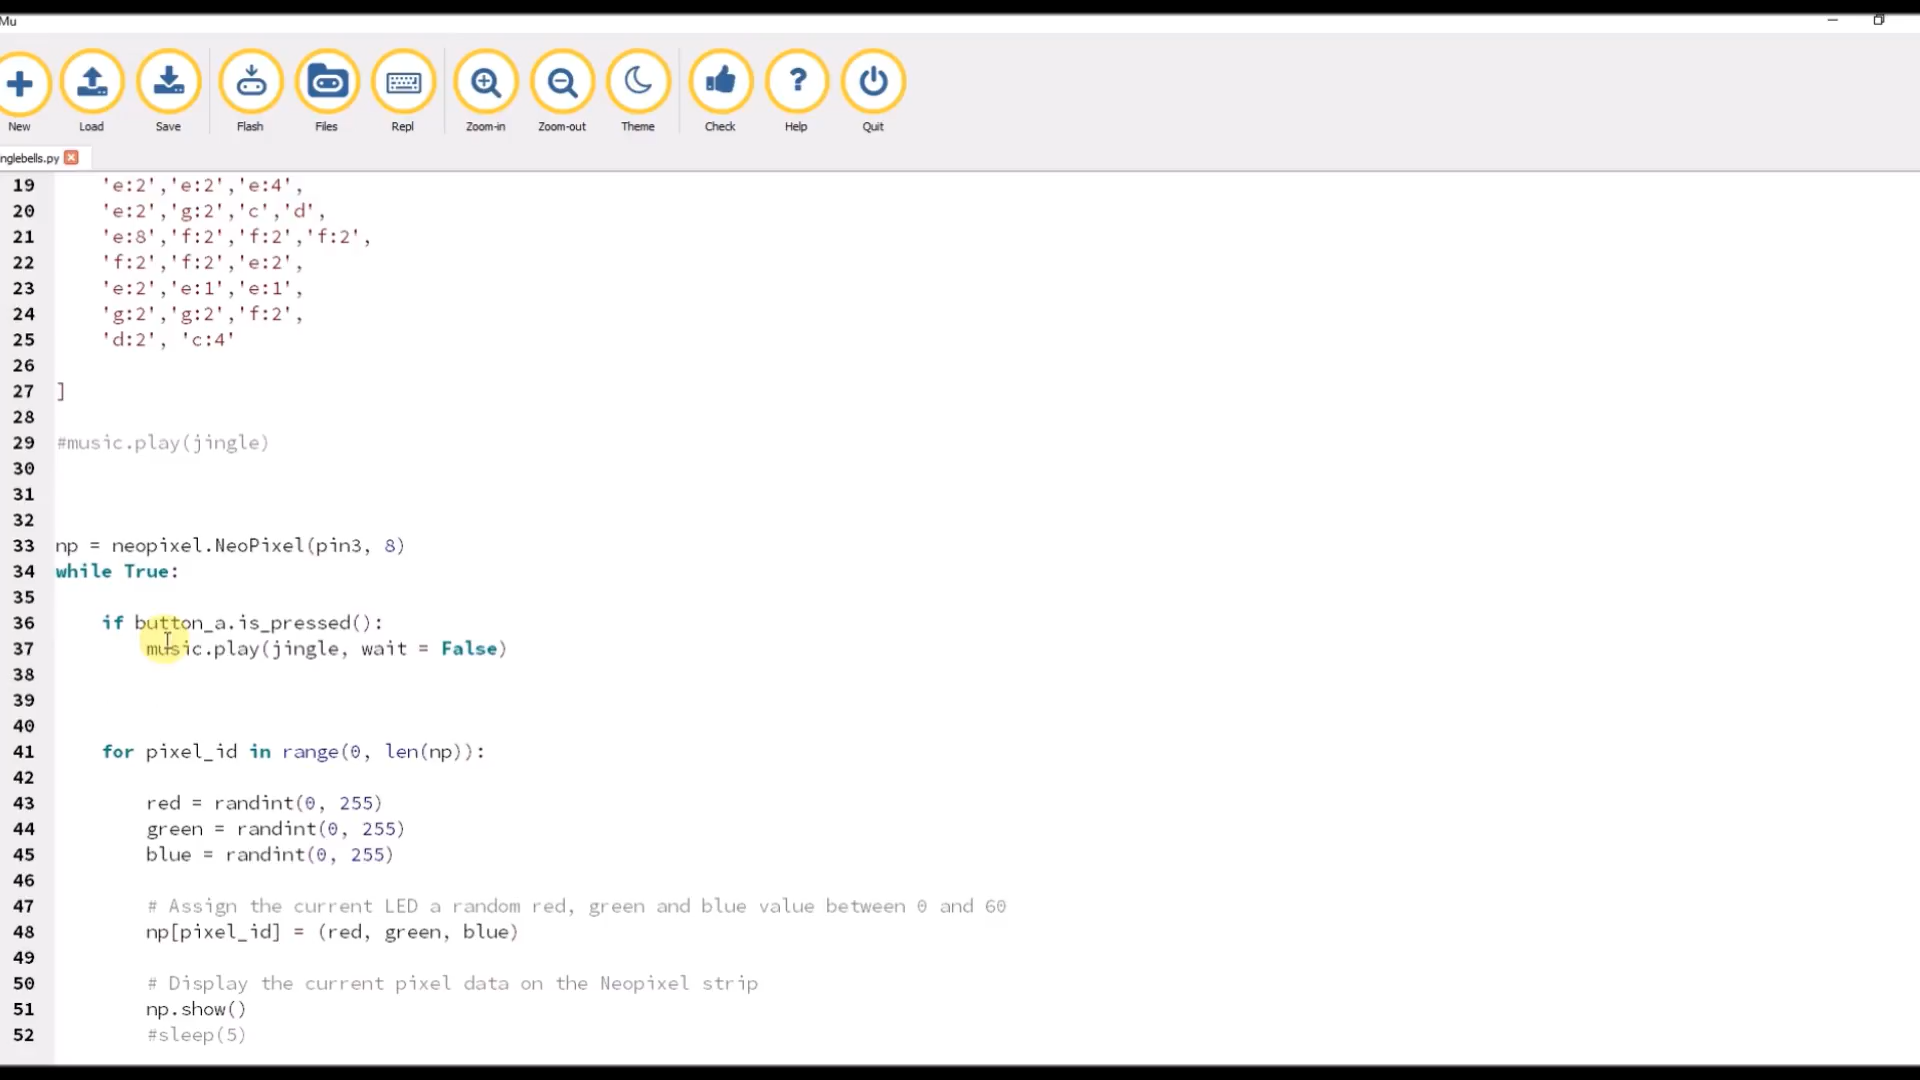 Mu
New Load Save Flash Files Repl Zoom-in Zoom-out Theme Check Help Quit
nglebells.py
19 'e:2','e:2','e:4',
20 'e:2','g:2','c','d',
21 'e:8','f:2','f:2','f:2',
22 'f:2','f:2','e:2',
23 'e:2','e:1','e:1',
24 'g:2','g:2','f:2',
25 'd:2', 'c:4'
26
27 ]
28
29 #music.play(jingle)
30
31
32
33 np = neopixel.NeoPixel(pin3, 8)
34 while True:
35
36 if button_a.is_pressed():
37 music.play(jingle, wait = False)
38
39
40
41 for pixel_id in range(0, len(np)):
42
43 red = randint(0, 255)
44 green = randint(0, 255)
45 blue = randint(0, 255)
46
47 # Assign the current LED a random red, green and blue value between 0 and 60
48 np[pixel_id] = (red, green, blue)
49
50 # Display the current pixel data on the Neopixel strip
51 np.show()
52 #sleep(5)